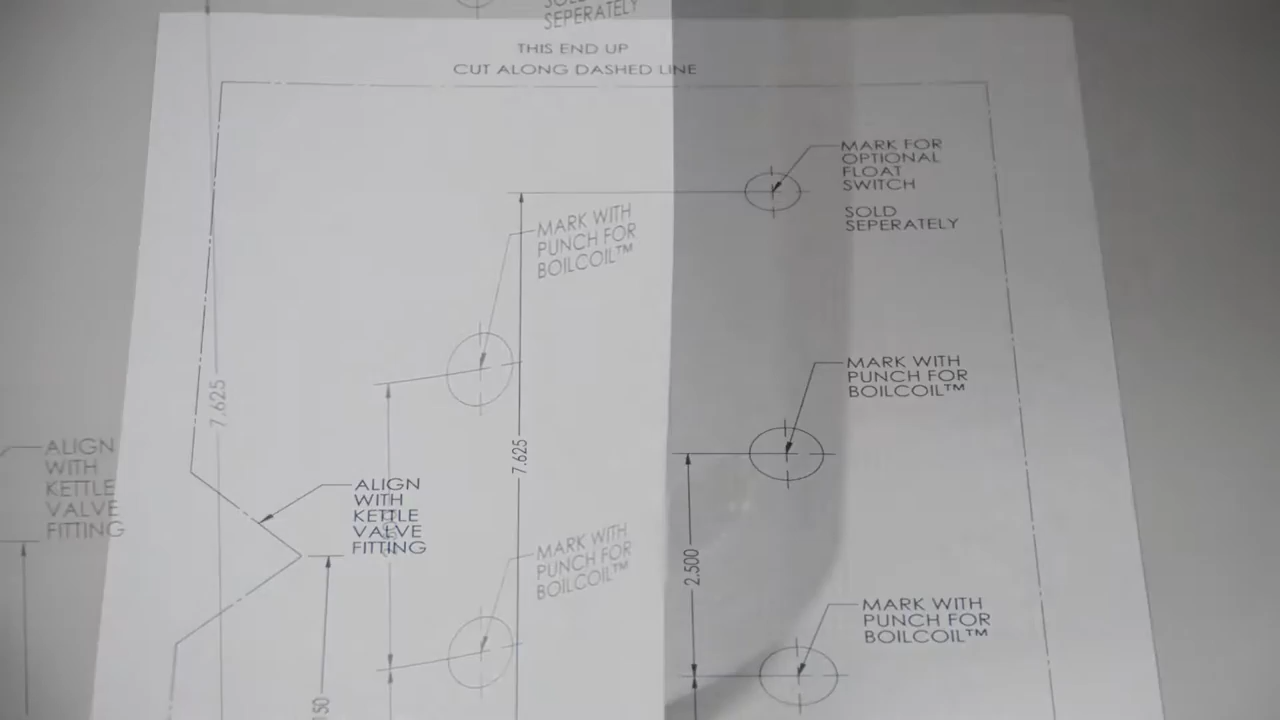 SEPERATELY
THIS END UP
CUT ALONG DASHED LINE
MARK FOR
OPTIONAL
FLOAT
SWITCH
SOLD
SEPERATELY
MARK WITH
PUNCH FOR
BOILCOIL™
7.625
MARK WITH
PUNCH FOR
BOILCOIL™
7.625
ALIGN
WITH
KETTLE
VALVE
FITTING
ALIGN
WITH
KETTLE
VALVE
FITTING
2.500
MARK WITH
PUNCH FOR
BOILCOIL™
MARK WITH
PUNCH FOR
BOILCOIL™